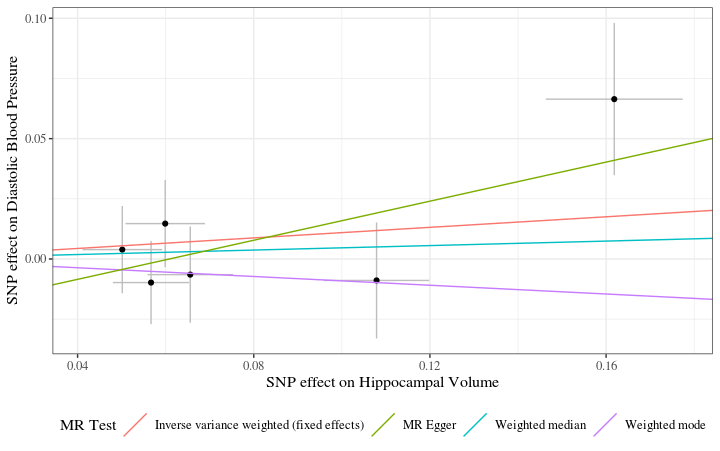 SNP effect on Diastolic Blood Pressure
0.10
0.05
0.00
0.04 0.08 0.12 0.16
SNP effect on Hippocampal Volume
MR Test Inverse variance weighted (fixed effects) MR Egger Weighted median Weighted mode